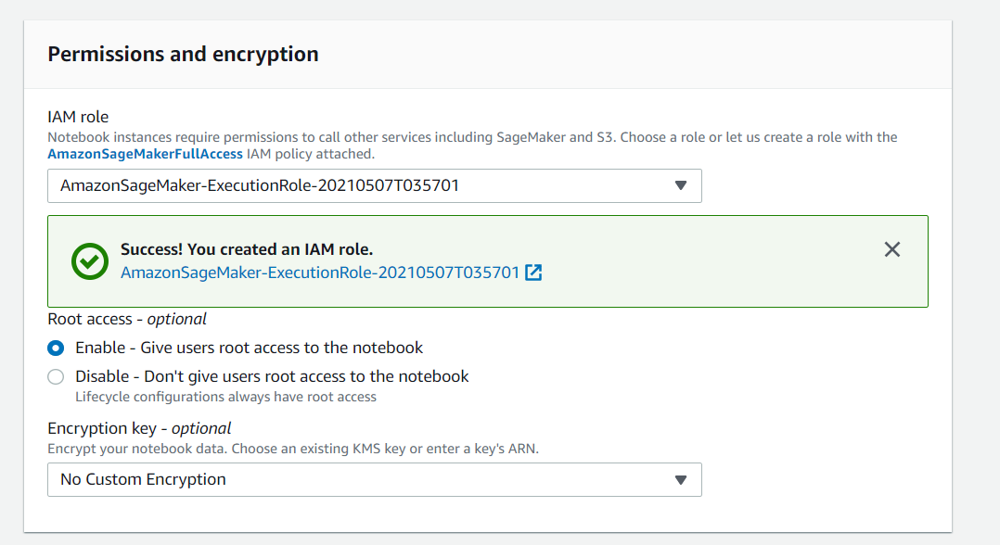 Permissions and encryption
IAM role
Notebook instances require permissions to call other services including SageMaker and S3. Choose a role or let us create a role with the
AmazonSageMakerFullAccess IAM policy attached.
AmazonSageMaker-ExecutionRole-20210507T035701
Success! You created an IAM role.
AmazonSageMaker-ExecutionRole-20210507T035701
Root access - optional
Enable - Give users root access to the notebook
Disable - Don't give users root access to the notebook
Lifecycle configurations always have root access
Encryption key - optional
Encrypt your notebook data. Choose an existing KMS key or enter a key's ARN.
No Custom Encryption